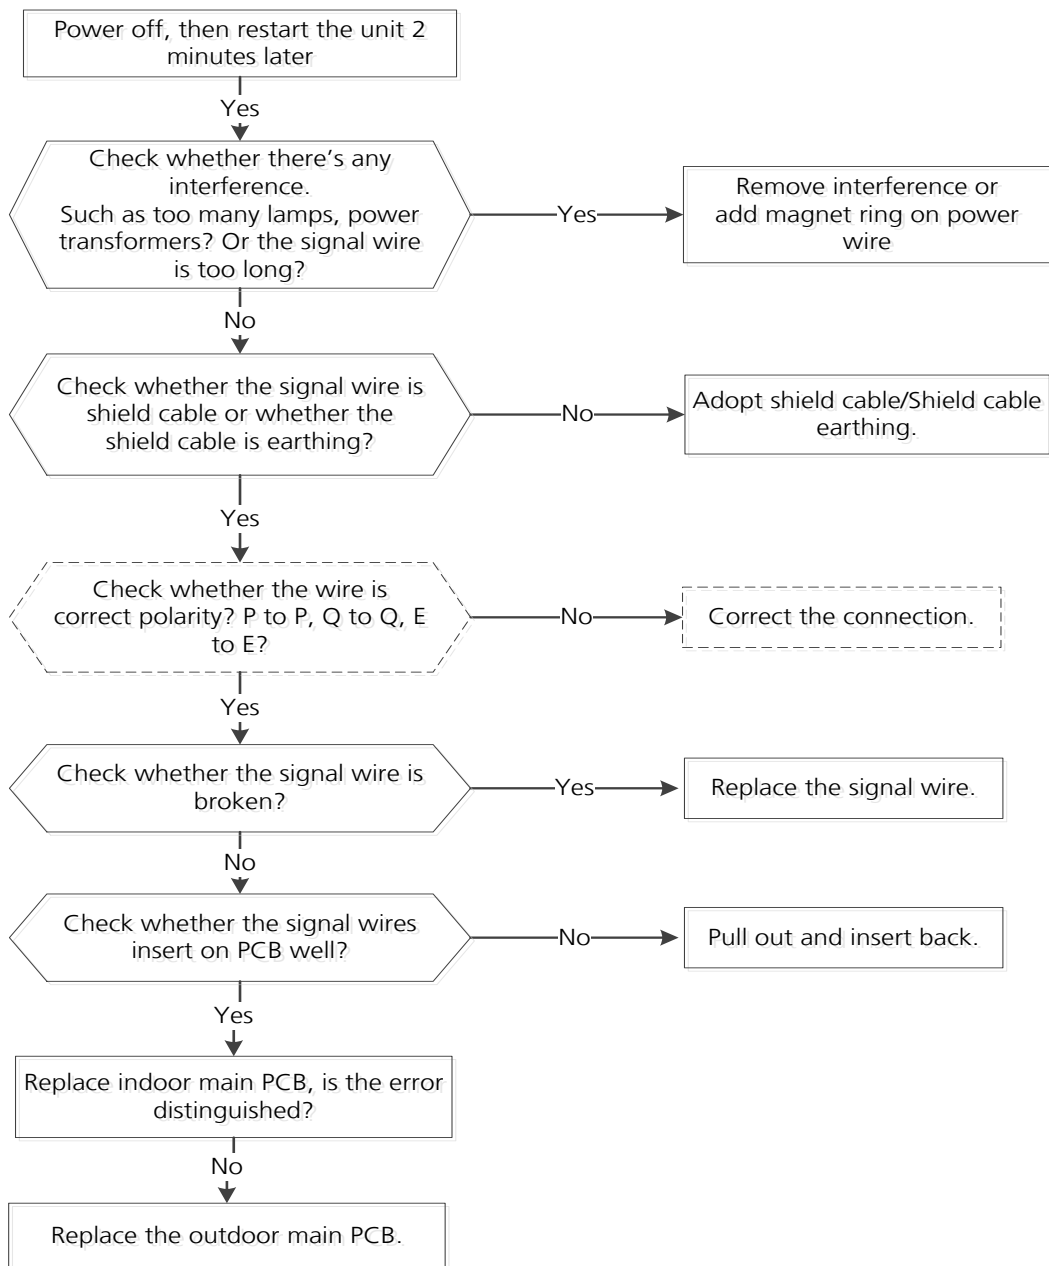 Power off, then restart the unit 2
minutes later
Yes
Check whether there's any
interference.
Such as too many lamps, power
transformers? Or the signal wire
is too long?
Yes
Remove interference or
add magnet ring on power
wire
No
Check whether the signal wire is
shield cable or whether the
shield cable is earthing?
No
Adopt shield cable/Shield cable
earthing.
Yes
Check whether the wire is
correct polarity? P to P, Q to Q, E
to E?
No
Correct the connection.
Yes
Check whether the signal wire is
broken?
Yes
Replace the signal wire.
No
Check whether the signal wires
insert on PCB well?
No
Pull out and insert back.
Yes
Replace indoor main PCB, is the error
distinguished?
No
Replace the outdoor main PCB.